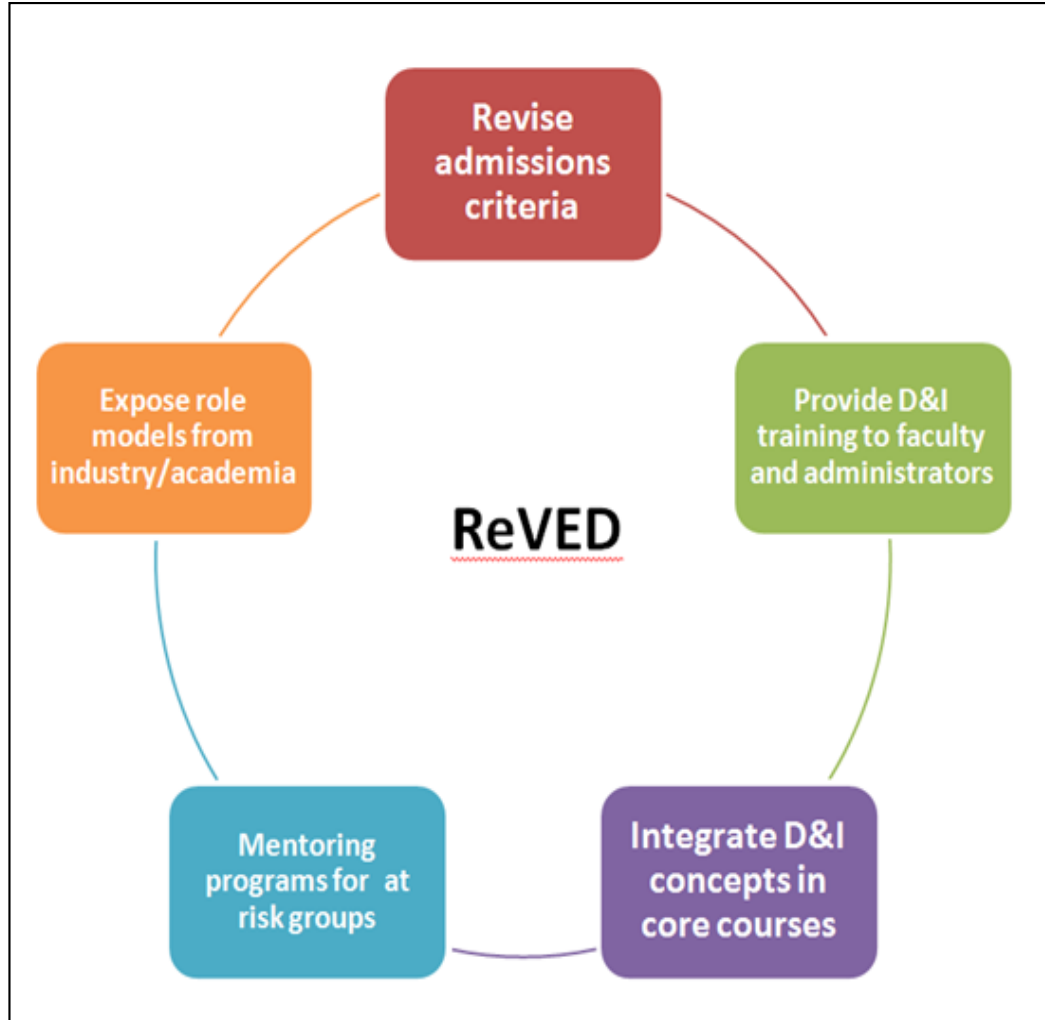 Revise
admissions
criteria
Provide D&I
training to faculty
and administrators
Integrate D&I
concepts in
core courses
Mentoring
programs for at
risk groups
Expose role
models from
industry/academia
ReVED